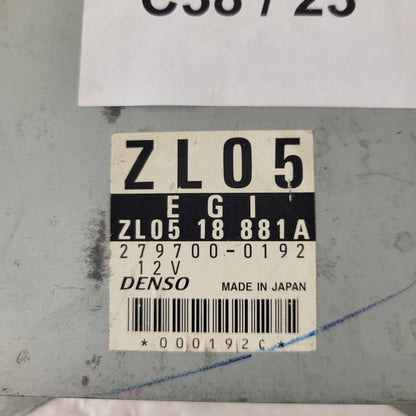 C38 / 23
ZL05
EGI
ZL05 18 881A
279700-0192
12V
DENSO MADE IN JAPAN
*000192C*